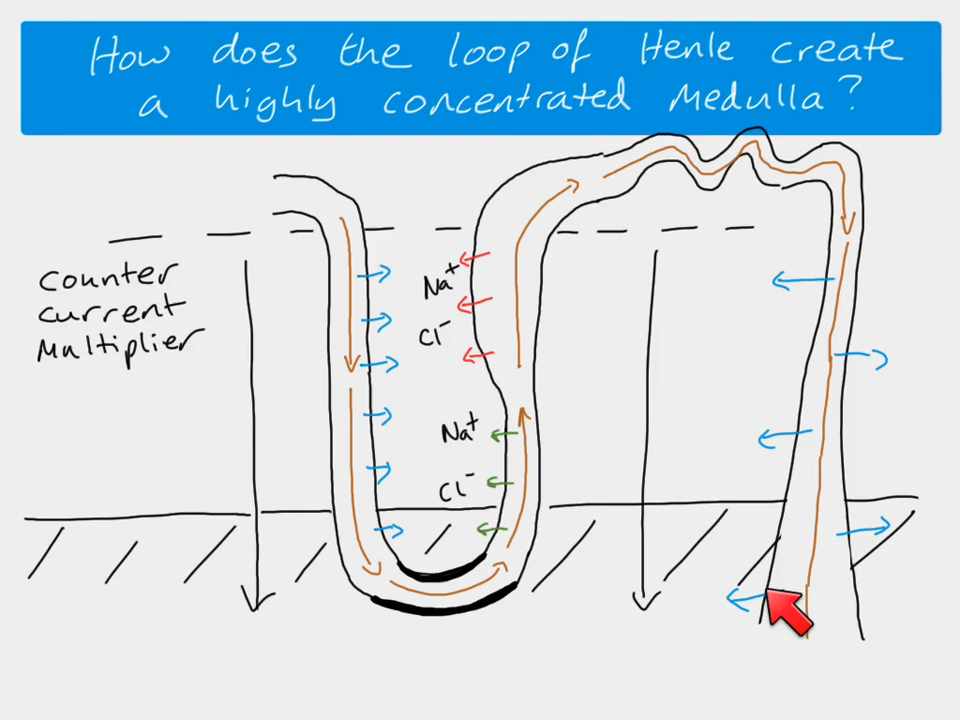 How does the loop of Henle create
a highly concentrated Medulla?
Counter
Current
Multiplier
Na+
Cl-
Na+
Cl-